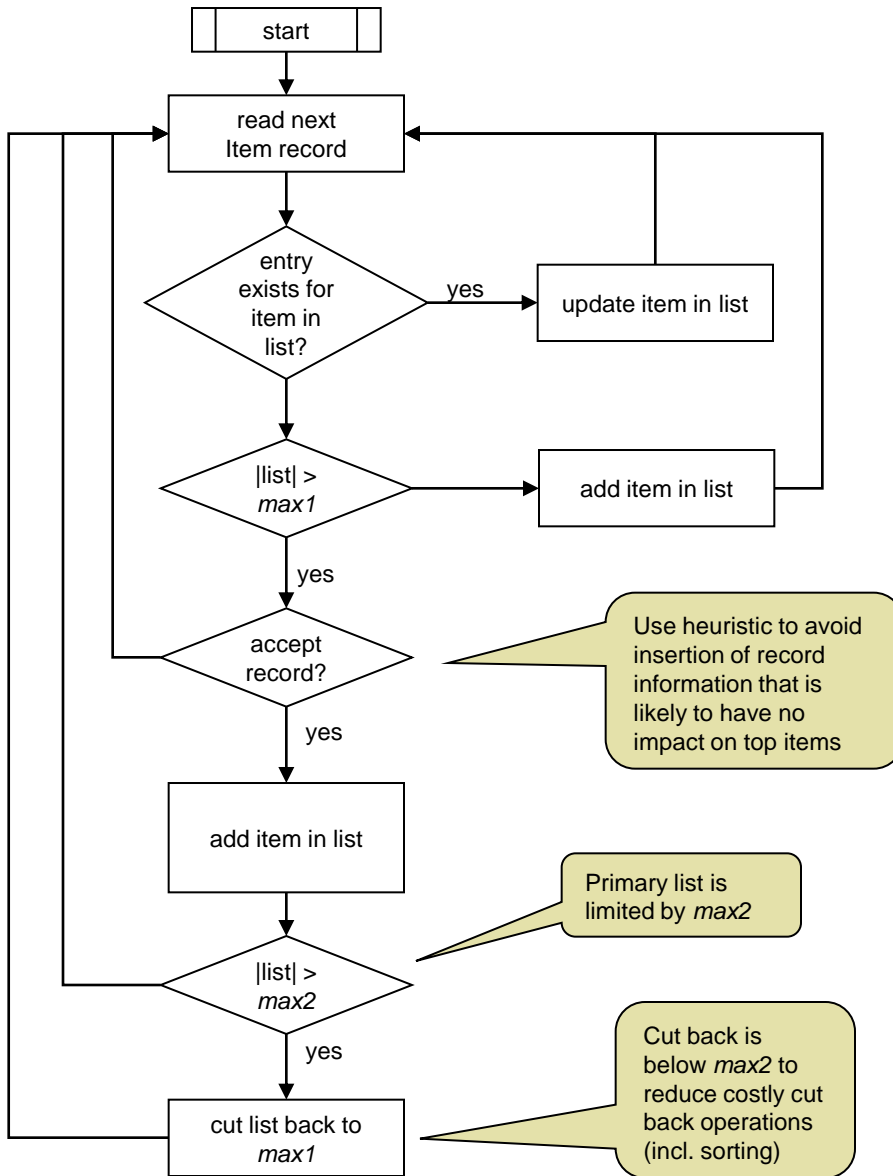 start
read next
Item record
entry
exists for
item in
list?
yes
update item in list
|list| >
max1
add item in list
yes
accept
record?
Use heuristic to avoid
insertion of record
information that is
likely to have no
impact on top items
yes
add item in list
Primary list is
limited by max2
|list| >
max2
yes
Cut back is
below max2 to
reduce costly cut
back operations
(incl. sorting)
cut list back to
max1